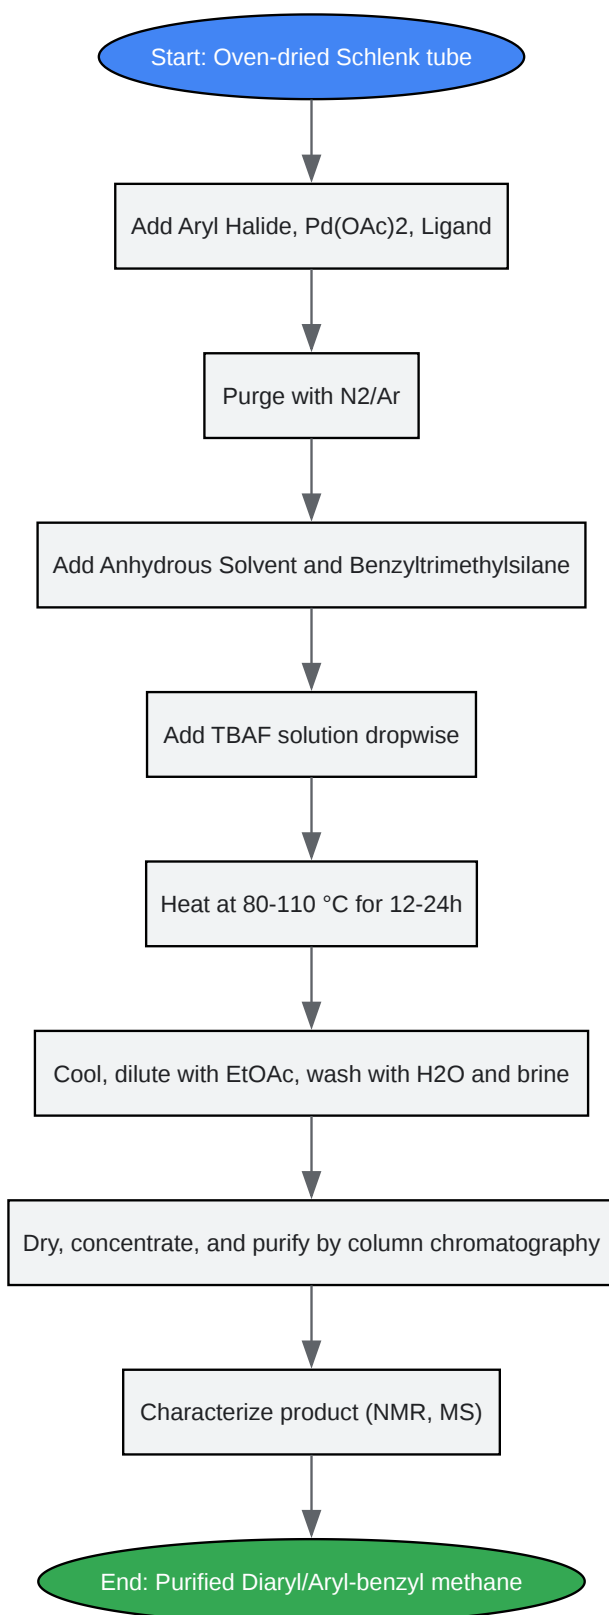 Start: Oven-dried Schlenk tube
Add Aryl Halide, Pd(OAc)2, Ligand
Purge with N2/Ar
Add Anhydrous Solvent and Benzyltrimethylsilane
Add TBAF solution dropwise
Heat at 80-110 °C for 12-24h
Cool, dilute with EtOAc, wash with H2O and brine
Dry, concentrate, and purify by column chromatography
Characterize product (NMR, MS)
End: Purified Diaryl/Aryl-benzyl methane